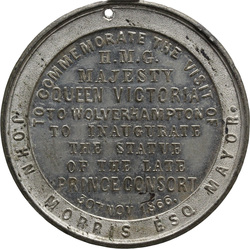 TO COMMEMORATE THE VISIT OF
H.M.G.
MAJESTY
QUEEN VICTORIA
TO WOLVERHAMPTON
TO INAUGURATE
THE STATUE
OF THE LATE
PRINCE CONSORT
30TH NOV 1866.
JOHN MORRIS ESQ. MAYOR.